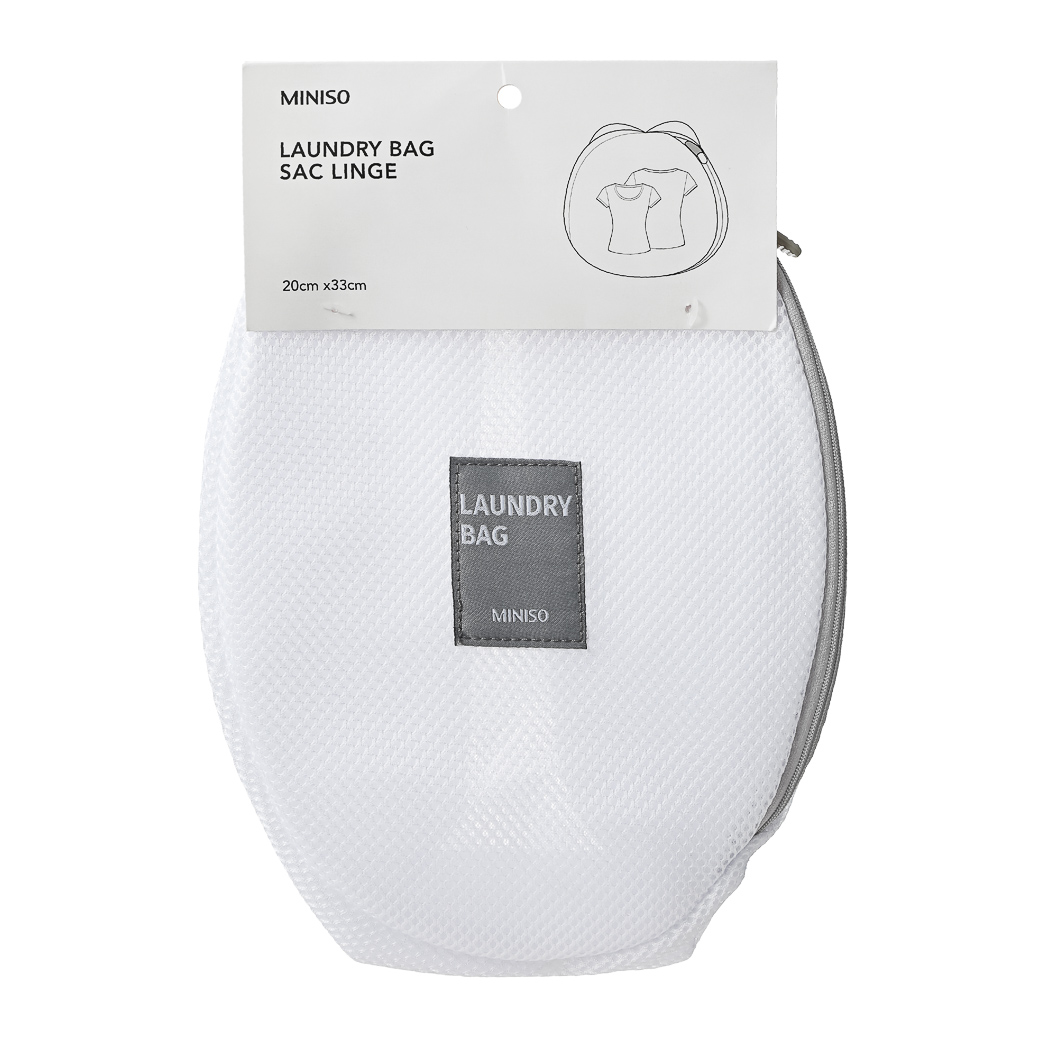 MINISO
LAUNDRY BAG
SAC LINGE
20cm x33cm
LAUNDRY
BAG
MINISO